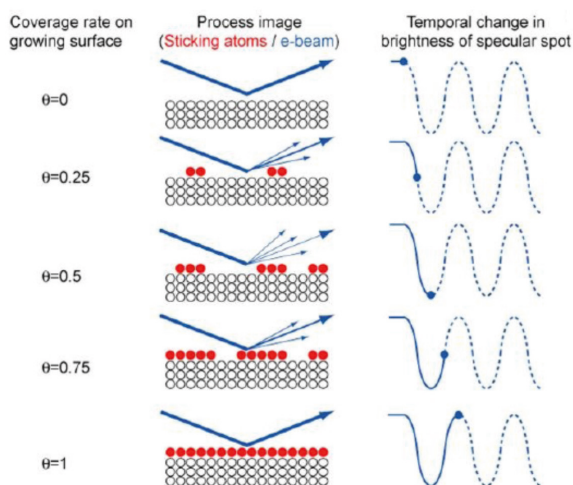 Coverage rate on
growing surface
Process image
(Sticking atoms / e-beam)
Temporal change in
brightness of specular spot
θ=0
θ=0.25
θ=0.5
θ=0.75
θ=1